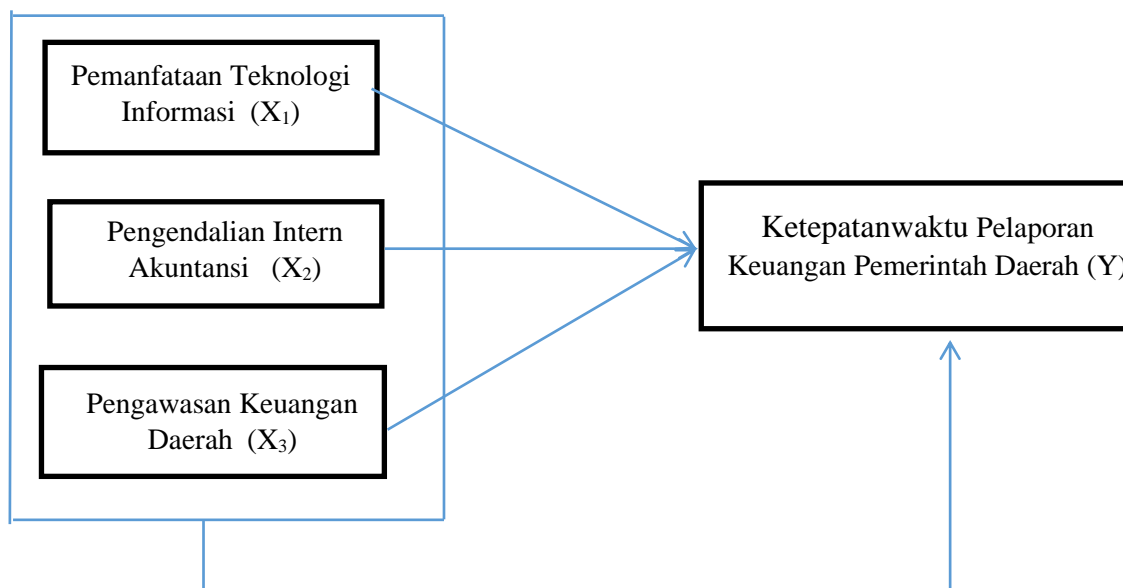 Pemanfataan Teknologi
Informasi (X₁)
Pengendalian Intern
Akuntansi (X₂)
Pengawasan Keuangan
Daerah (X₃)
Ketepatanwaktu Pelaporan
Keuangan Pemerintah Daerah (Y)